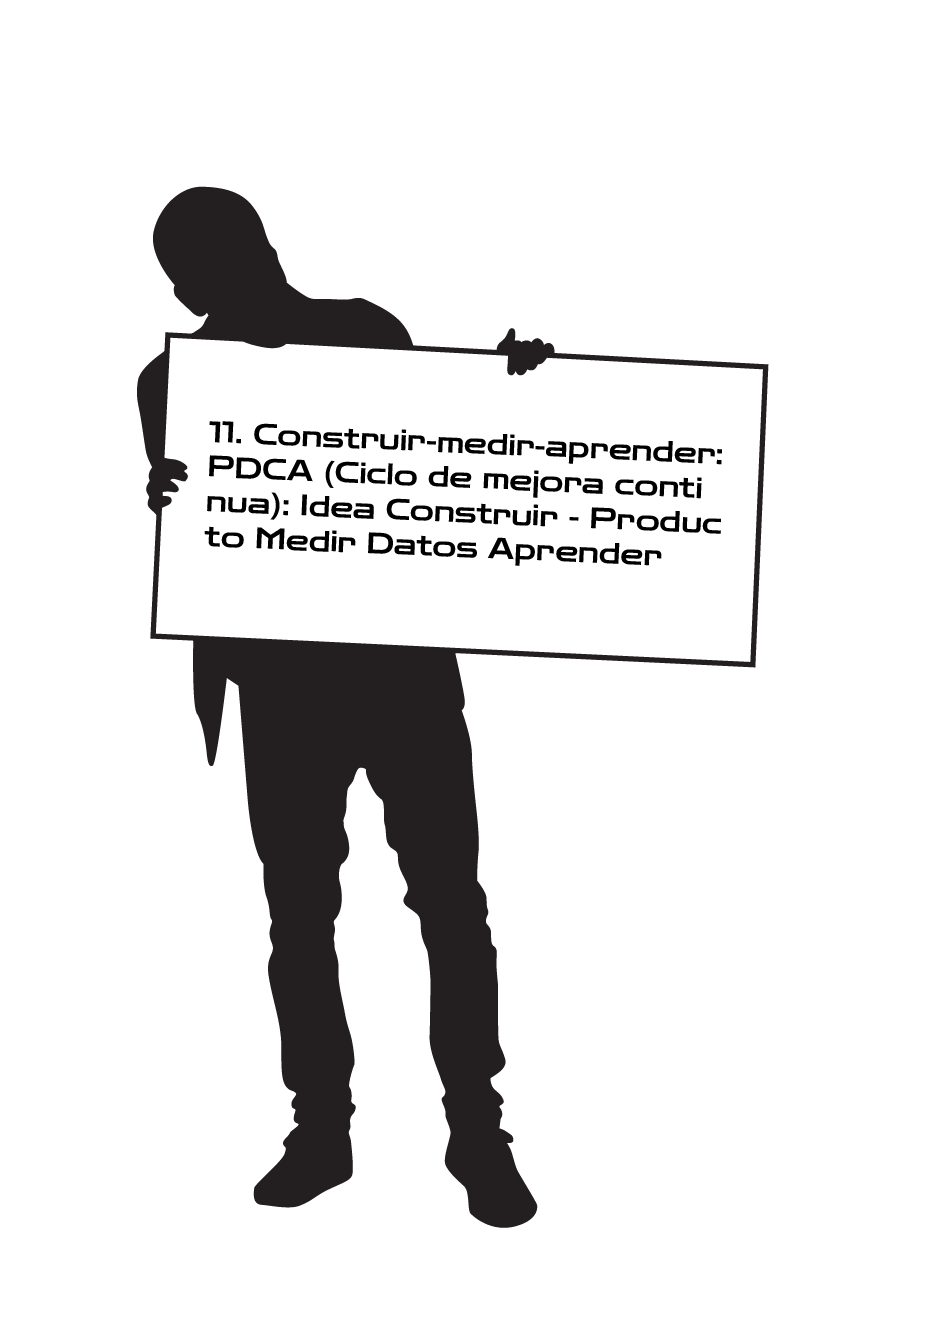 11. Construir-medir-aprender:
PDCA (Ciclo de mejora conti
nua): Idea Construir - Produc
to Medir Datos Aprender